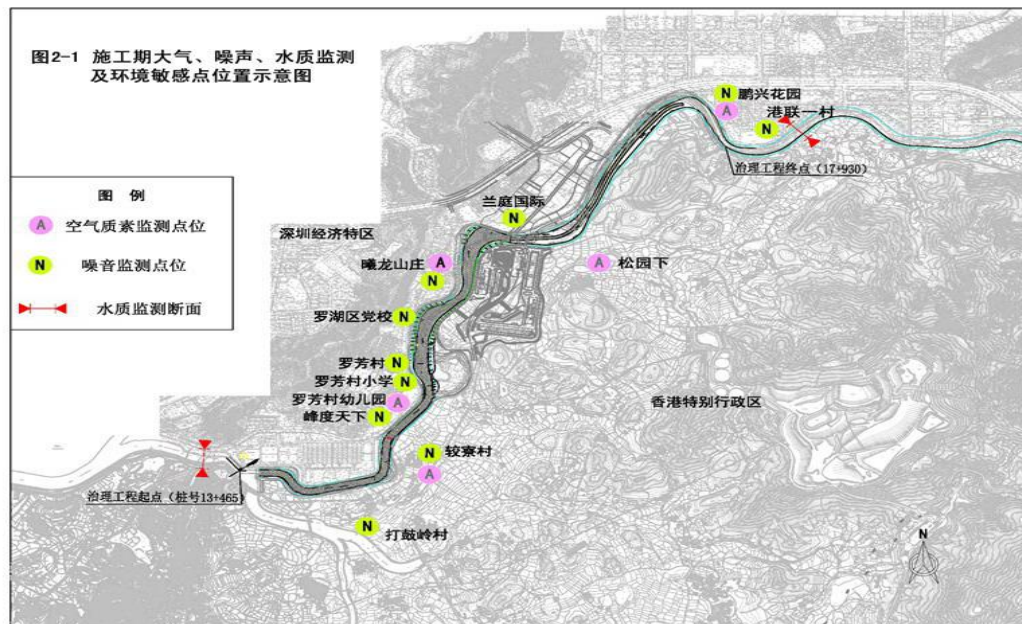 图2-1 施工期大气、噪声、水质监测
及环境敏感点位置示意图
N 鹏兴花园
A 港联一村
N
治理工程终点（17+930）
图 例
A 空气质素监测点位
N 噪音监测点位
水质监测断面
兰庭国际
N
深圳经济特区
曦龙山庄 A
N
A 松园下
罗湖区党校 N
罗芳村 N
罗芳村小学 N
罗芳村幼儿园 A
峰度天下 N
香港特别行政区
N 较寮村
A
治理工程起点（桩号13+465）
N 打鼓岭村
N